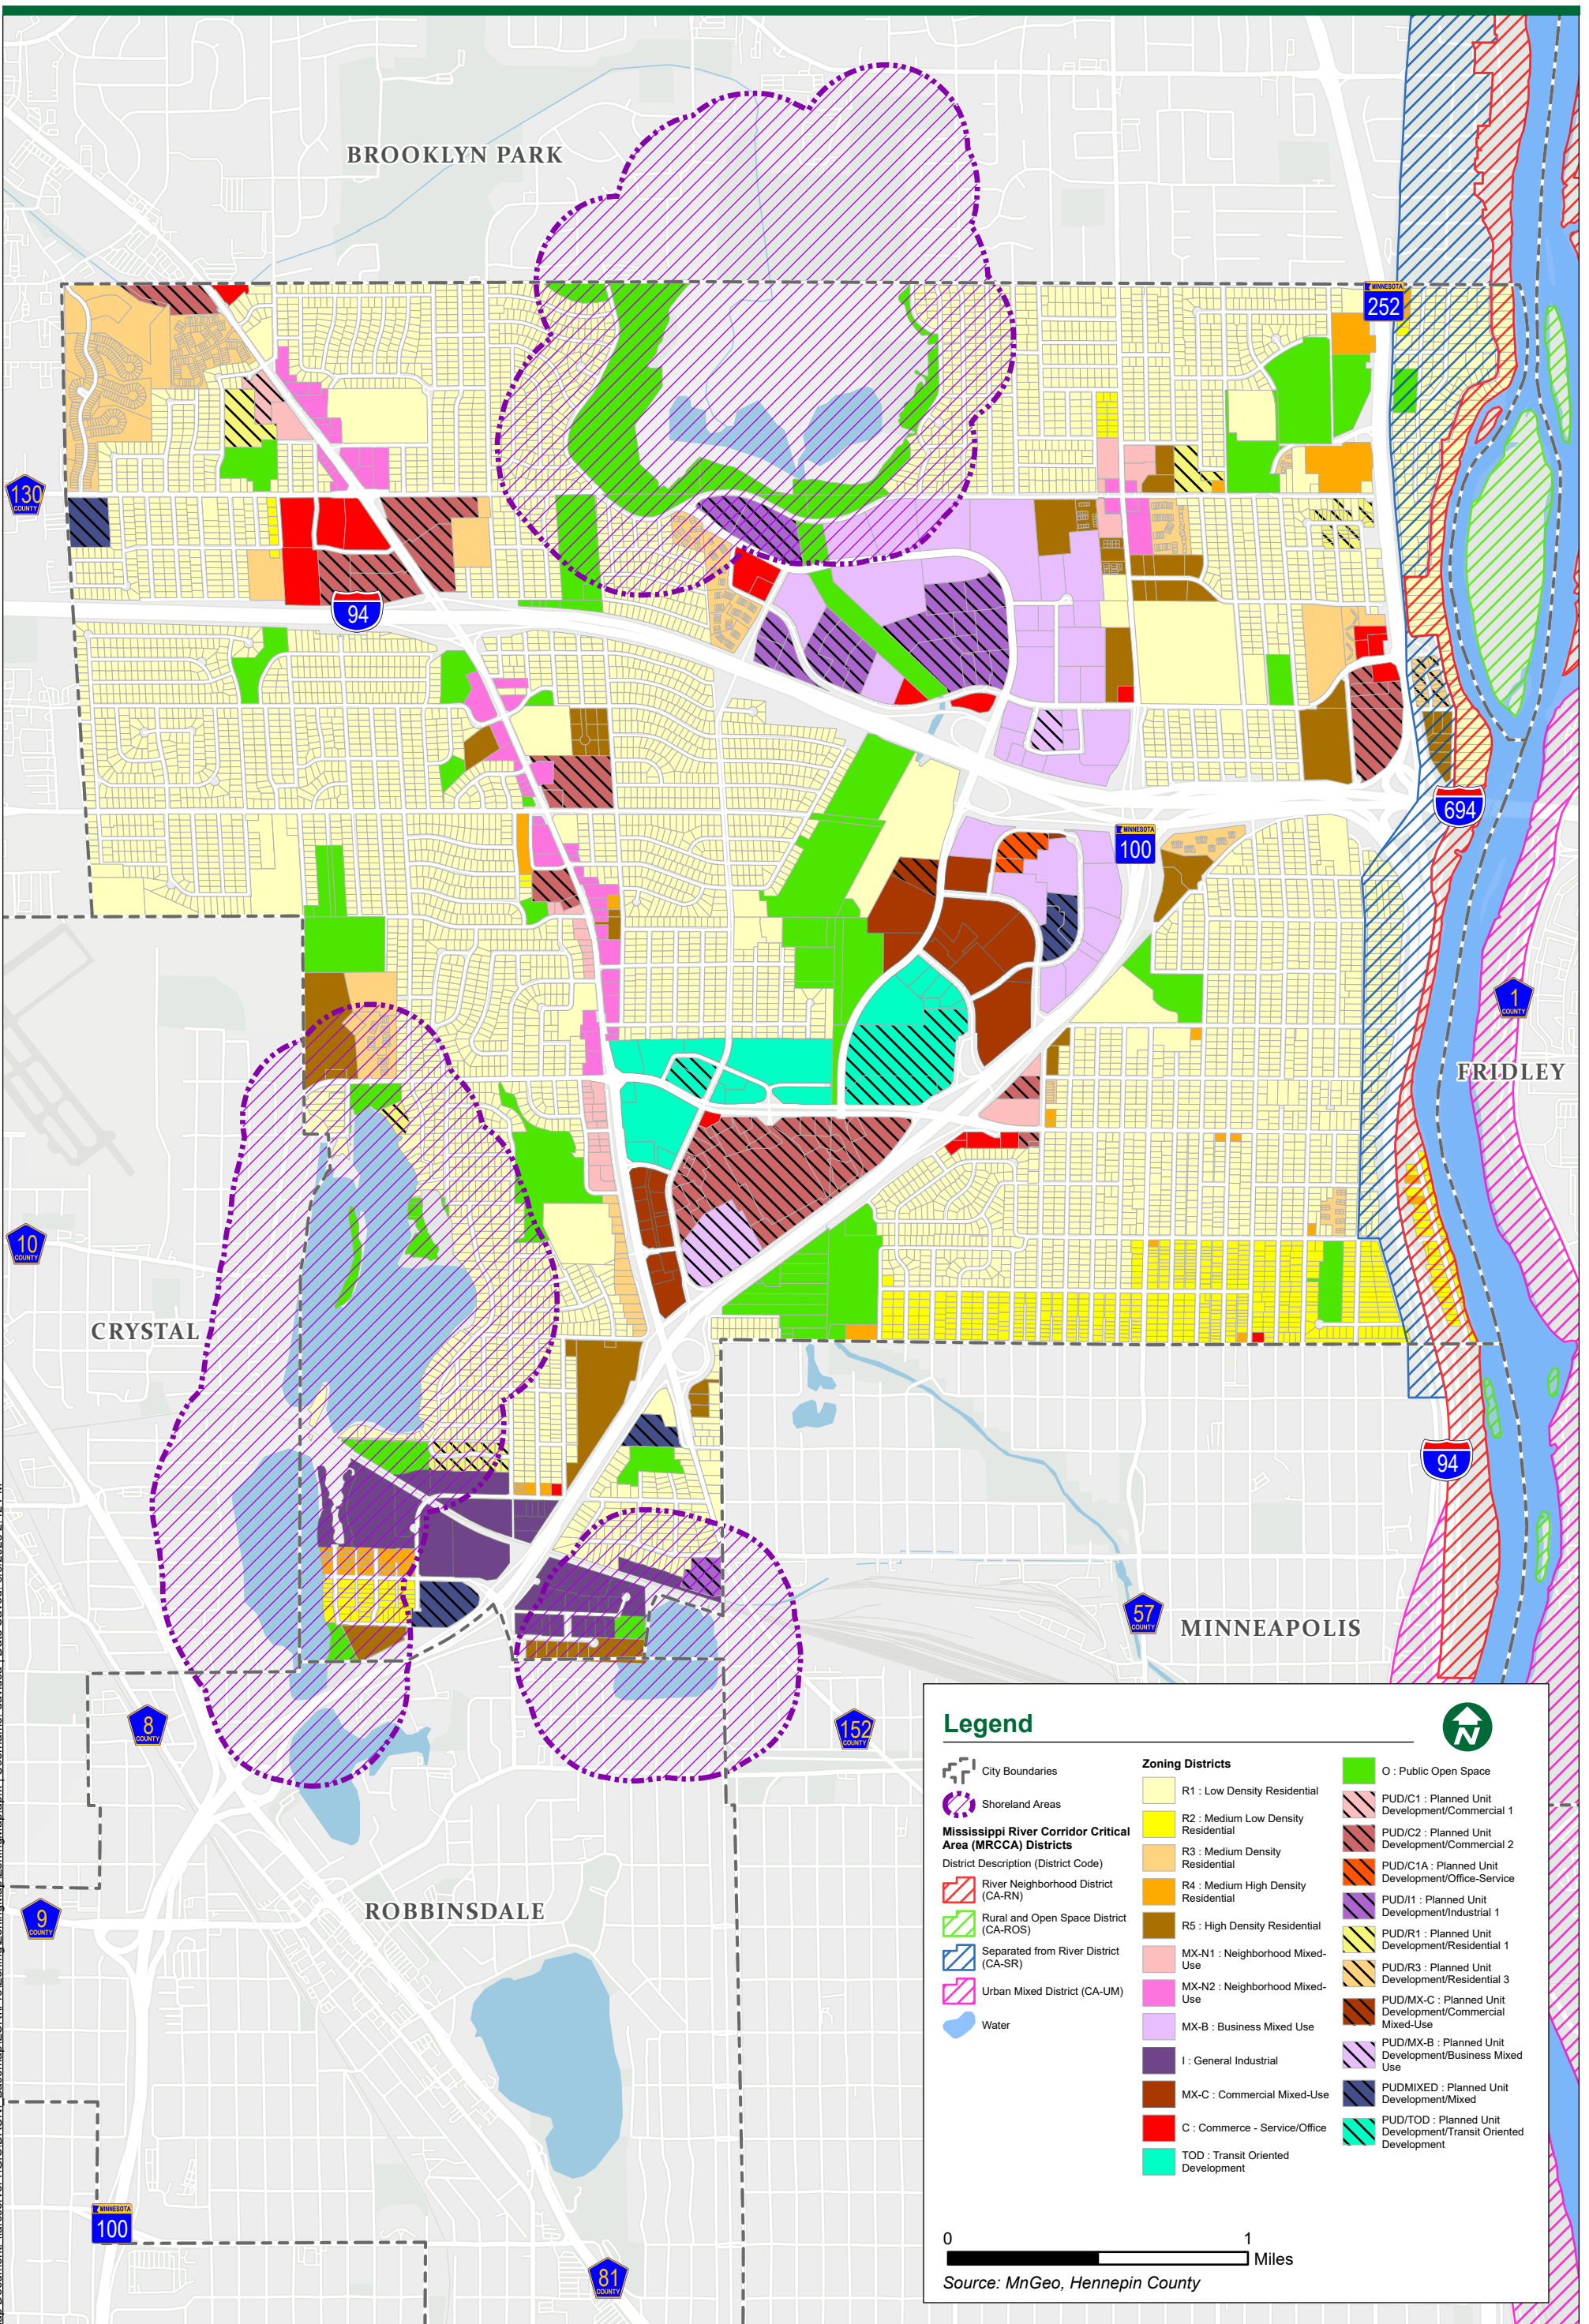 BROOKLYN PARK
MINNESOTA
252
130
COUNTY
94
694
MINNESOTA
100
1
COUNTY
FRIDLEY
10
COUNTY
CRYSTAL
94
57
COUNTY
MINNEAPOLIS
8
COUNTY
152
COUNTY
9
COUNTY
ROBBINSDALE
MINNESOTA
100
81
COUNTY
Legend
N
City Boundaries
Shoreland Areas
Mississippi River Corridor Critical
Area (MRCCA) Districts
District Description (District Code)
River Neighborhood District
(CA-RN)
Rural and Open Space District
(CA-ROS)
Separated from River District
(CA-SR)
Urban Mixed District (CA-UM)
Water
Zoning Districts
R1 : Low Density Residential
R2 : Medium Low Density
Residential
R3 : Medium Density
Residential
R4 : Medium High Density
Residential
R5 : High Density Residential
MX-N1 : Neighborhood Mixed-
Use
MX-N2 : Neighborhood Mixed-
Use
MX-B : Business Mixed Use
I : General Industrial
MX-C : Commercial Mixed-Use
C : Commerce - Service/Office
TOD : Transit Oriented
Development
O : Public Open Space
PUD/C1 : Planned Unit
Development/Commercial 1
PUD/C2 : Planned Unit
Development/Commercial 2
PUD/C1A : Planned Unit
Development/Office-Service
PUD/I1 : Planned Unit
Development/Industrial 1
PUD/R1 : Planned Unit
Development/Residential 1
PUD/R3 : Planned Unit
Development/Residential 3
PUD/MX-C : Planned Unit
Development/Commercial
Mixed-Use
PUD/MX-B : Planned Unit
Development/Business Mixed
Use
PUDMIXED : Planned Unit
Development/Mixed
PUD/TOD : Planned Unit
Development/Transit Oriented
Development
0 1
Miles
Source: MnGeo, Hennepin County